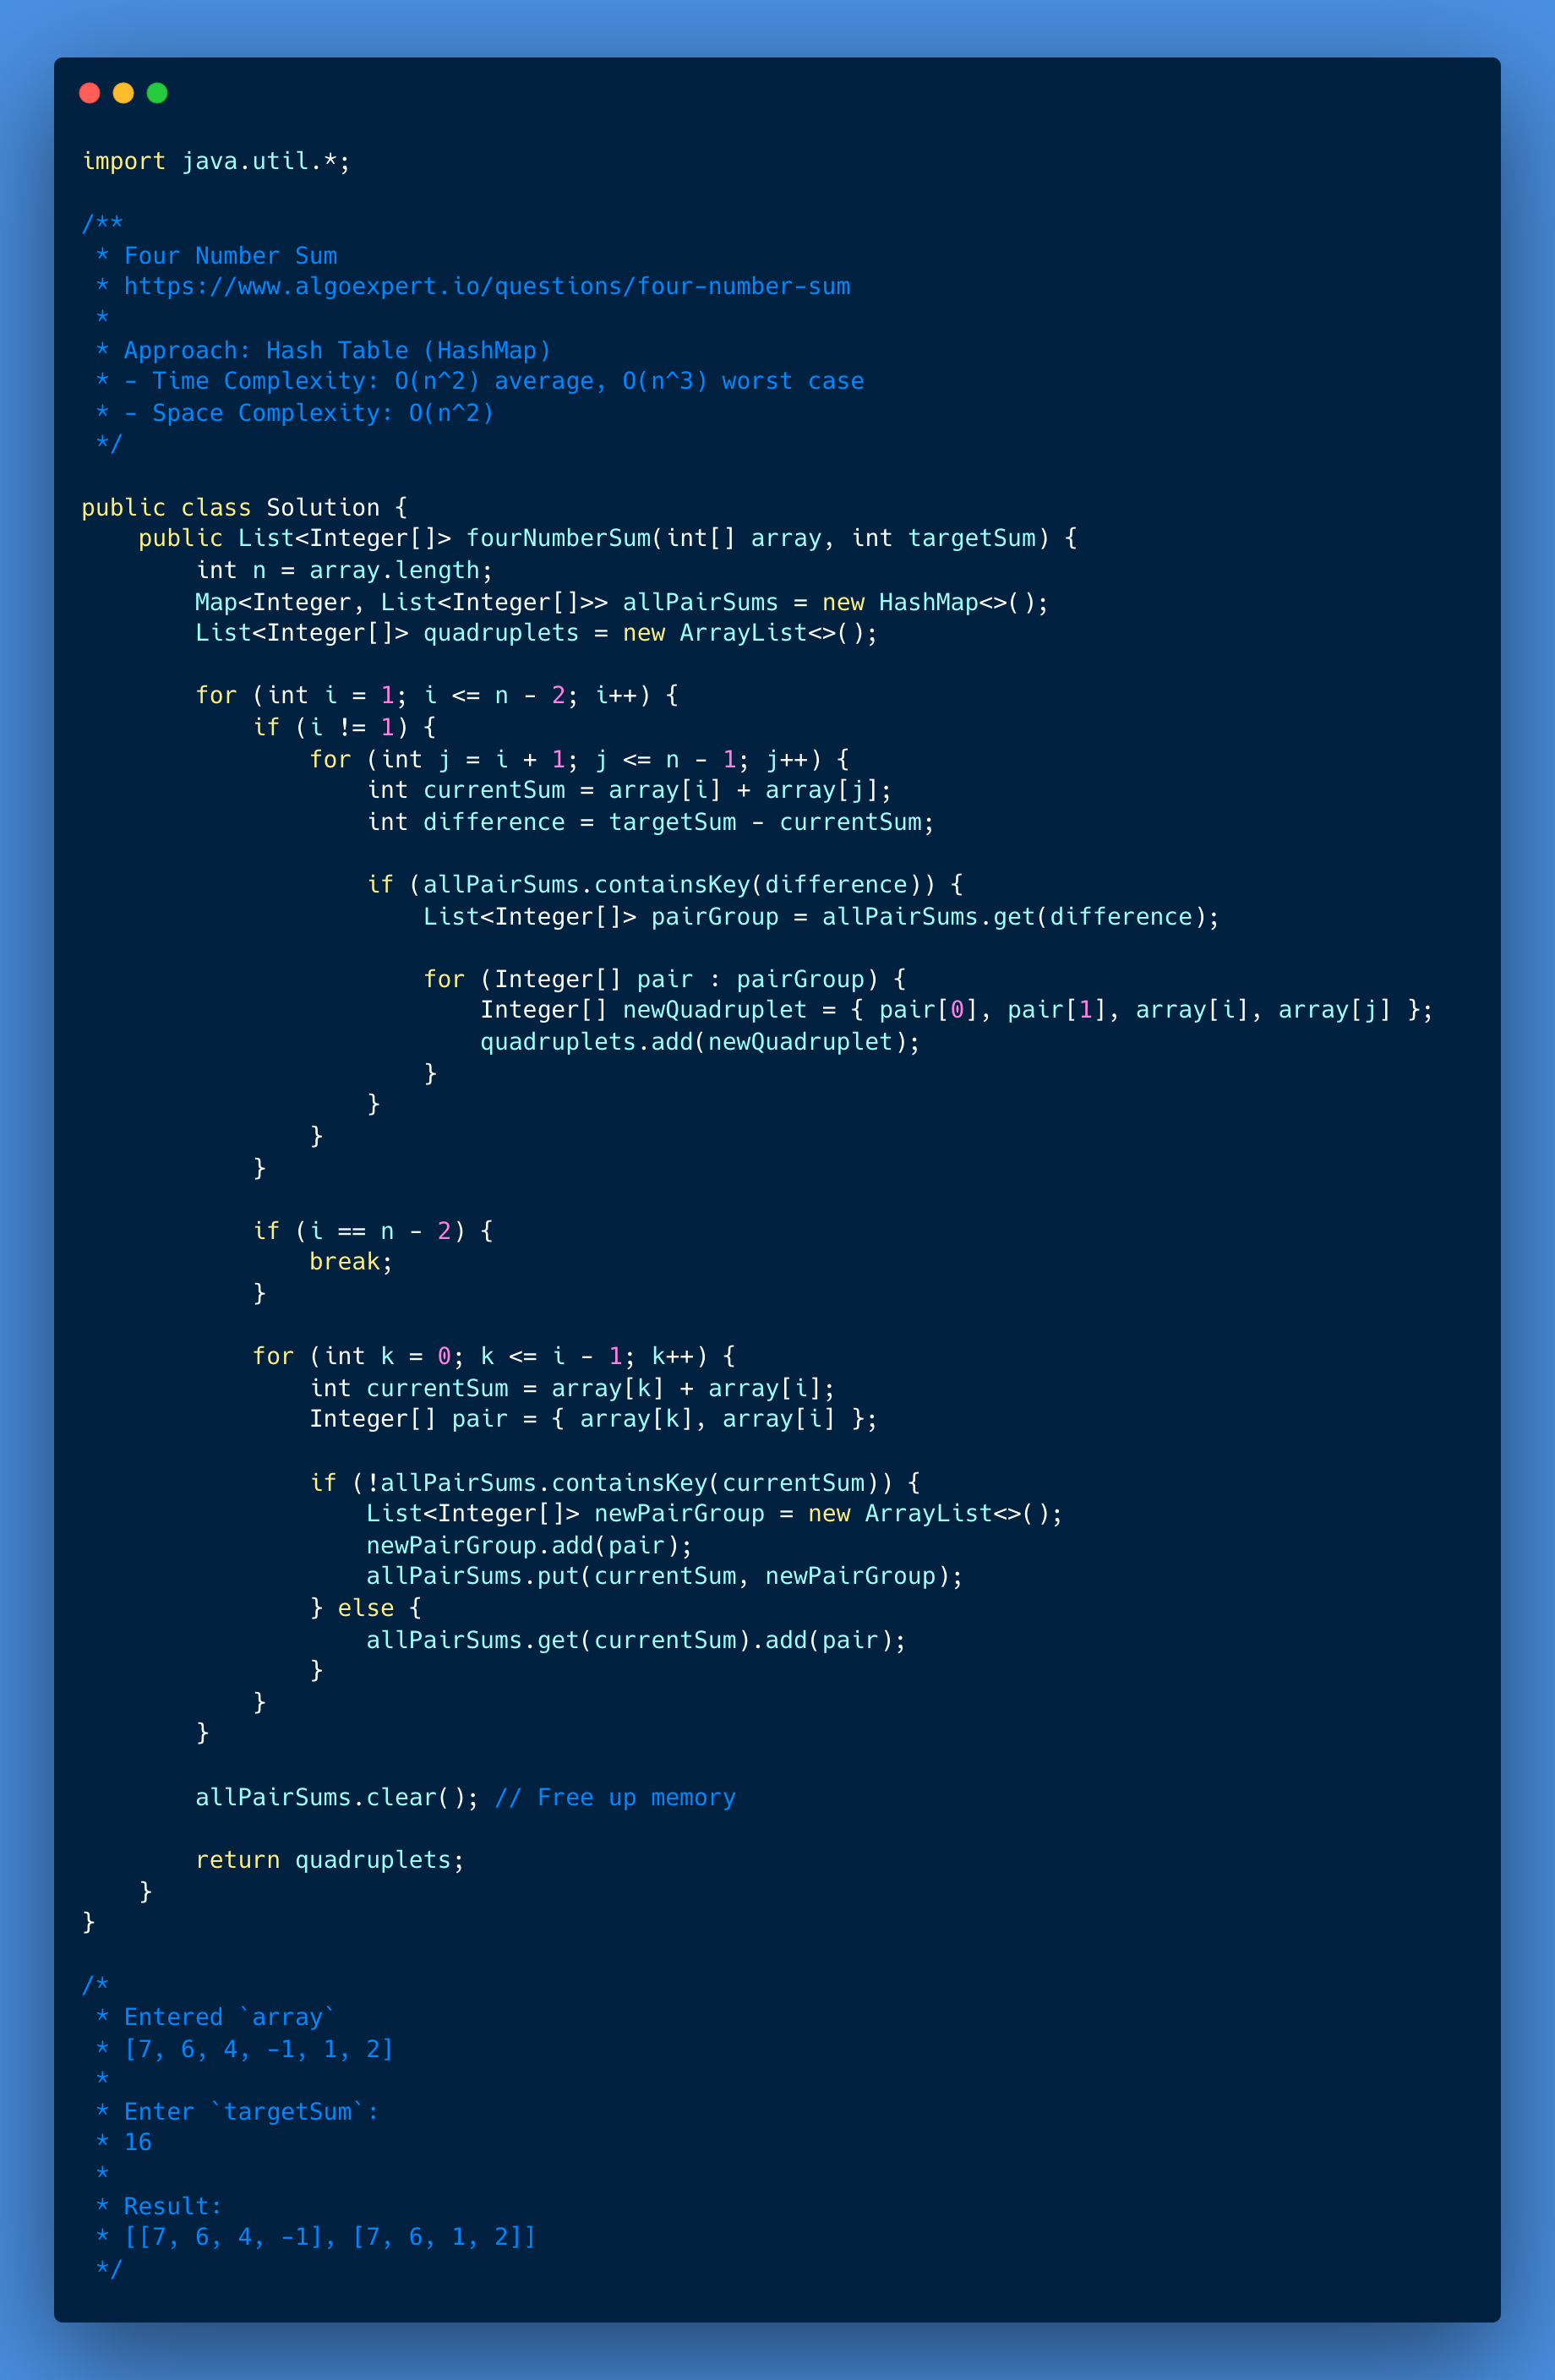 import java.util.*;

/**
 * Four Number Sum
 * https://www.algoexpert.io/questions/four-number-sum
 *
 * Approach: Hash Table (HashMap)
 * - Time Complexity: O(n^2) average, O(n^3) worst case
 * - Space Complexity: O(n^2)
 */

public class Solution {
    public List<Integer[]> fourNumberSum(int[] array, int targetSum) {
        int n = array.length;
        Map<Integer, List<Integer[]>> allPairSums = new HashMap<>();
        List<Integer[]> quadruplets = new ArrayList<>();

        for (int i = 1; i <= n - 2; i++) {
            if (i != 1) {
                for (int j = i + 1; j <= n - 1; j++) {
                    int currentSum = array[i] + array[j];
                    int difference = targetSum - currentSum;

                    if (allPairSums.containsKey(difference)) {
                        List<Integer[]> pairGroup = allPairSums.get(difference);

                        for (Integer[] pair : pairGroup) {
                            Integer[] newQuadruplet = { pair[0], pair[1], array[i], array[j] };
                            quadruplets.add(newQuadruplet);
                        }
                    }
                }
            }

            if (i == n - 2) {
                break;
            }

            for (int k = 0; k <= i - 1; k++) {
                int currentSum = array[k] + array[i];
                Integer[] pair = { array[k], array[i] };

                if (!allPairSums.containsKey(currentSum)) {
                    List<Integer[]> newPairGroup = new ArrayList<>();
                    newPairGroup.add(pair);
                    allPairSums.put(currentSum, newPairGroup);
                } else {
                    allPairSums.get(currentSum).add(pair);
                }
            }
        }

        allPairSums.clear(); // Free up memory

        return quadruplets;
    }
}

/*
 * Entered `array`
 * [7, 6, 4, -1, 1, 2]
 *
 * Enter `targetSum`:
 * 16
 *
 * Result:
 * [[7, 6, 4, -1], [7, 6, 1, 2]]
 */